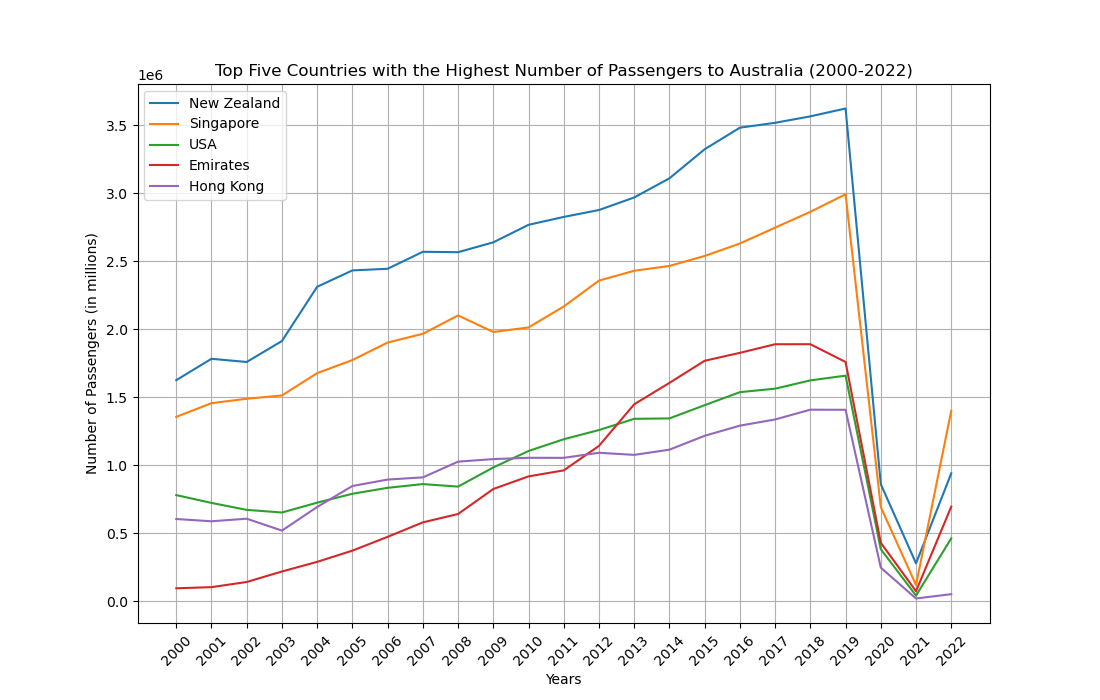 Top Five Countries with the Highest Number of Passengers to Australia (2000-2022)
1e6
New Zealand
Singapore
USA
Emirates
Hong Kong
3.5
3.0
2.5
2.0
1.5
1.0
0.5
0.0
Number of Passengers (in millions)
2000 2001 2002 2003 2004 2005 2006 2007 2008 2009 2010 2011 2012 2013 2014 2015 2016 2017 2018 2019 2020 2021 2022
Years